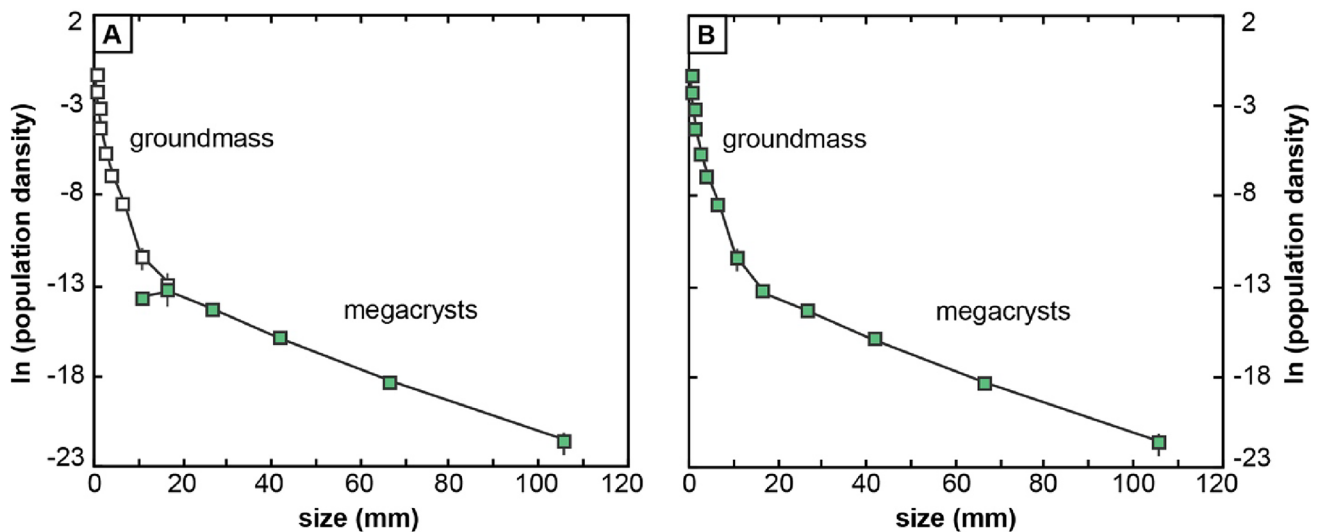 A
2
-3
-8
-13
-18
-23
ln (population dansity)
groundmass
megacrysts
0 20 40 60 80 100 120
size (mm)
B
2
-3
-8
-13
-18
-23
ln (population dansity)
groundmass
megacrysts
0 20 40 60 80 100 120
size (mm)